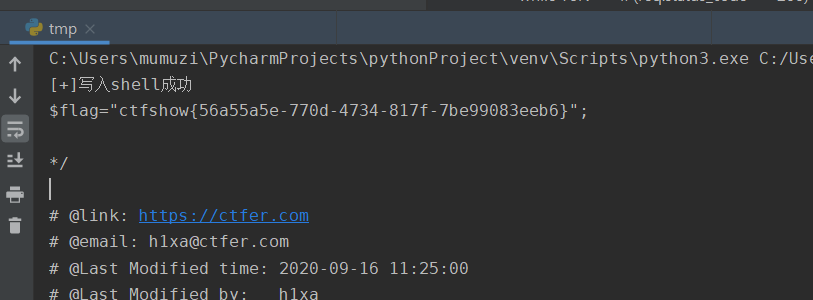 tmp
C:\Users\mumuzi\PycharmProjects\pythonProject\venv\Scripts\python3.exe C:/Use
[+]写入shell成功
$flag="ctfshow{56a55a5e-770d-4734-817f-7be99083eeb6}";
*/
# @link: https://ctfer.com
# @email: h1xa@ctfer.com
# @Last Modified time: 2020-09-16 11:25:00
# @Last Modified by:   h1xa